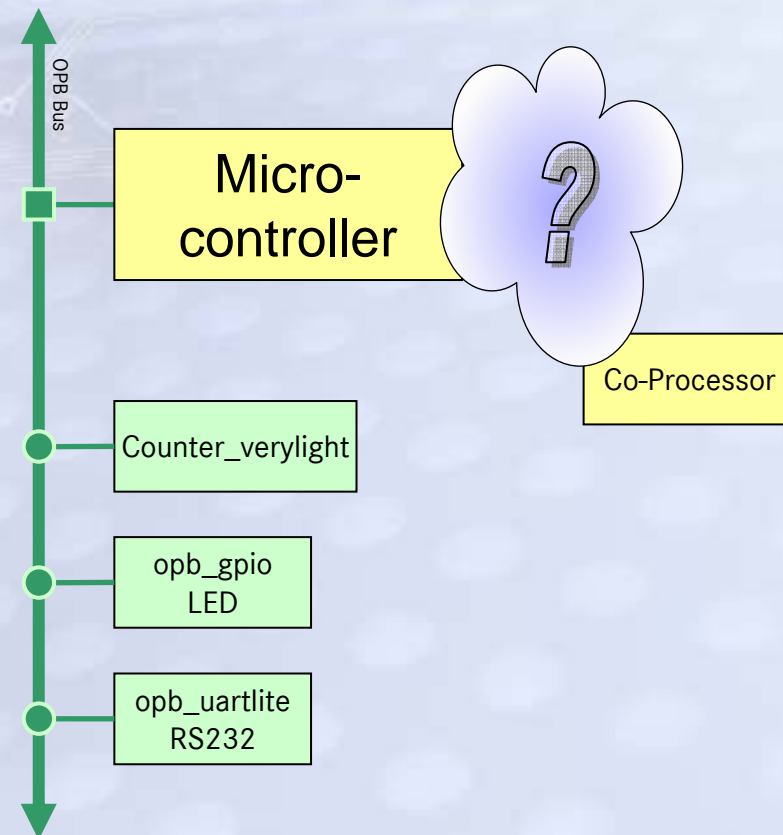 OPB Bus
Micro-
controller
?
Co-Processor
Counter_verylight
opb_gpio
LED
opb_uartlite
RS232